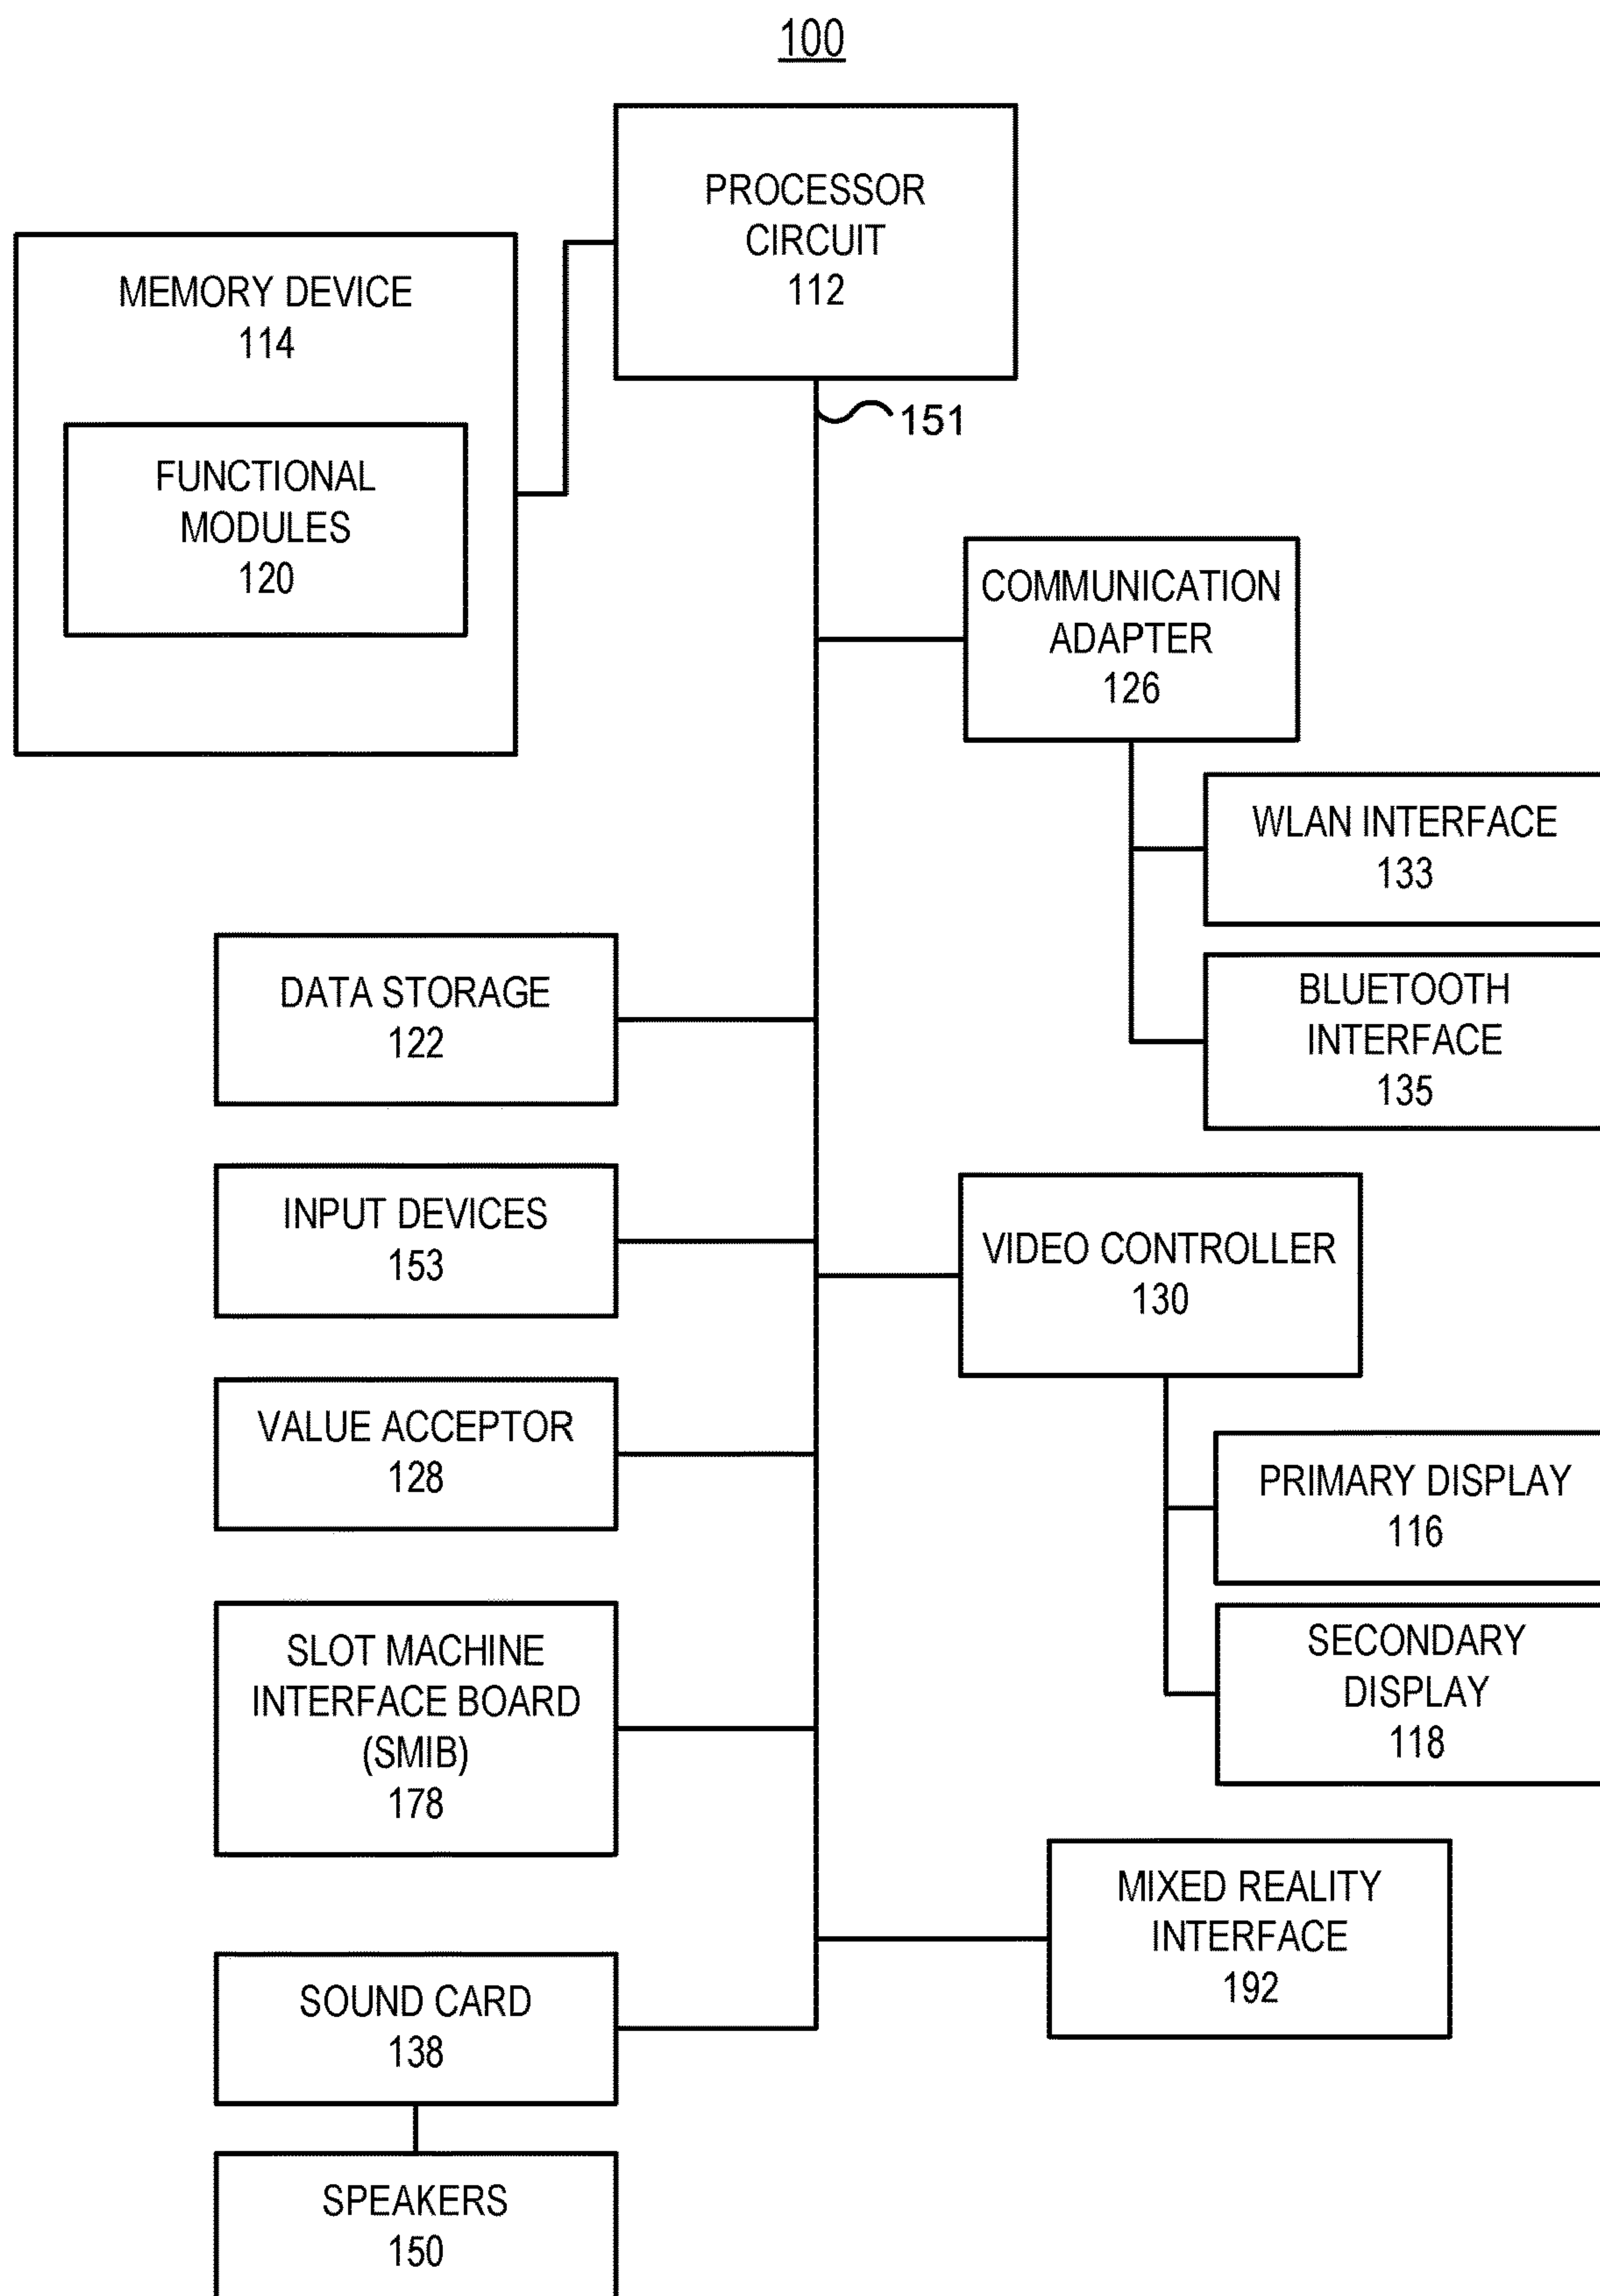 100
PROCESSOR
CIRCUIT
112
MEMORY DEVICE
114
FUNCTIONAL
MODULES
120
151
COMMUNICATION
ADAPTER
126
WLAN INTERFACE
133
BLUETOOTH
INTERFACE
135
DATA STORAGE
122
INPUT DEVICES
153
VIDEO CONTROLLER
130
VALUE ACCEPTOR
128
PRIMARY DISPLAY
116
SECONDARY
DISPLAY
118
SLOT MACHINE
INTERFACE BOARD
(SMIB)
178
MIXED REALITY
INTERFACE
192
SOUND CARD
138
SPEAKERS
150